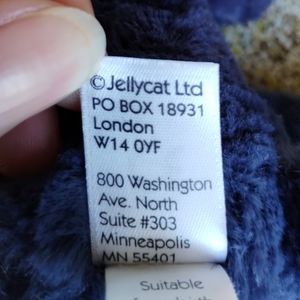 ©Jellycat Ltd
PO BOX 18931
London
W14 0YF
800 Washington
Ave. North
Suite #303
Minneapolis
MN 55401
Suitable